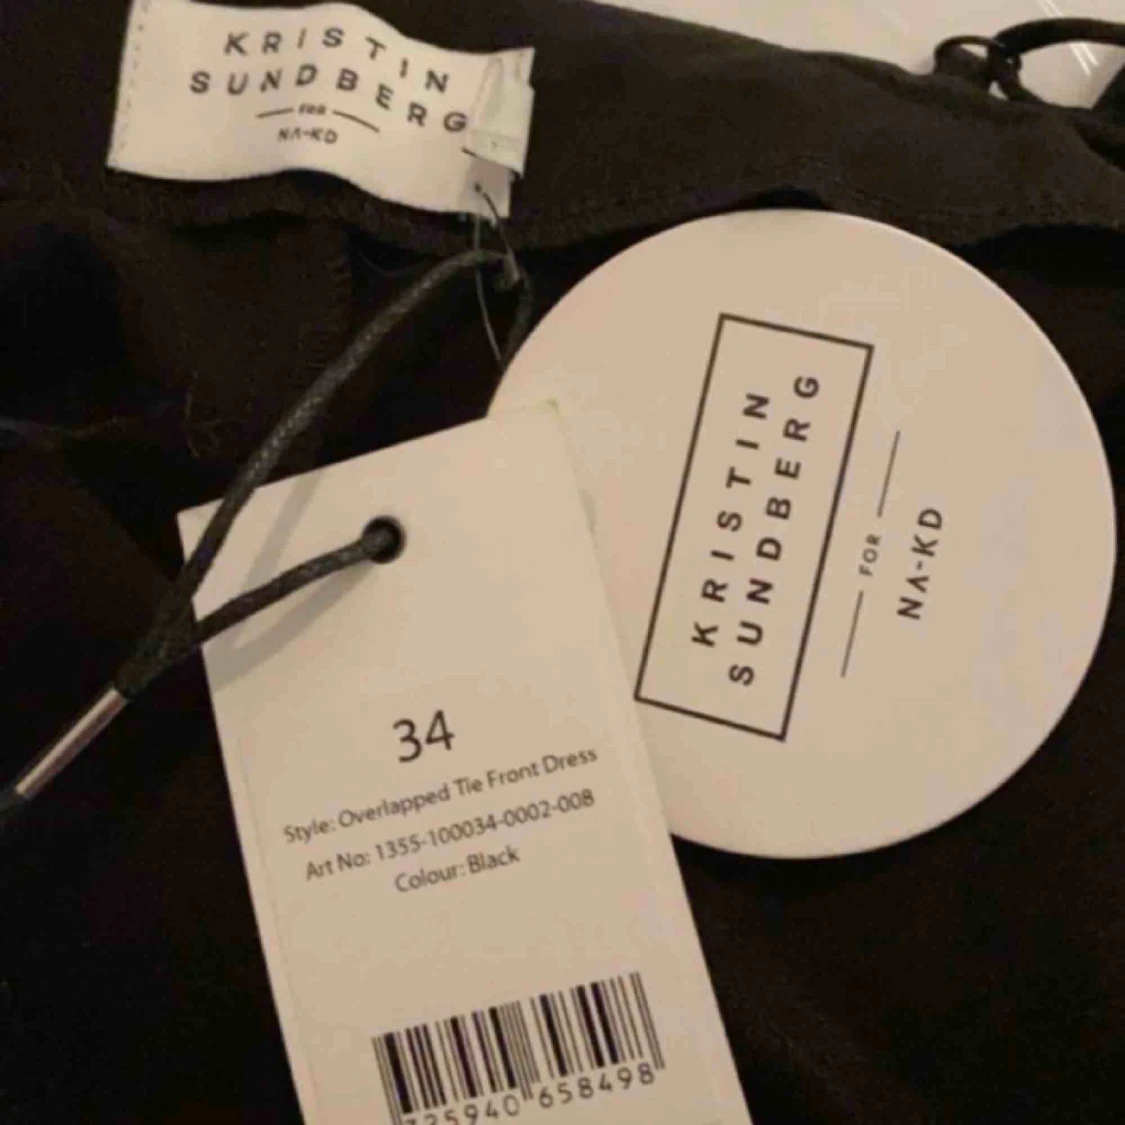 KRISTIN
SUNDBERG
FOR
NA-KD
KRISTIN
SUNDBERG
FOR
NA-KD
34
Style: Overlapped Tie Front Dress
Art No: 1355-100034-0002-008
Colour: Black
658498